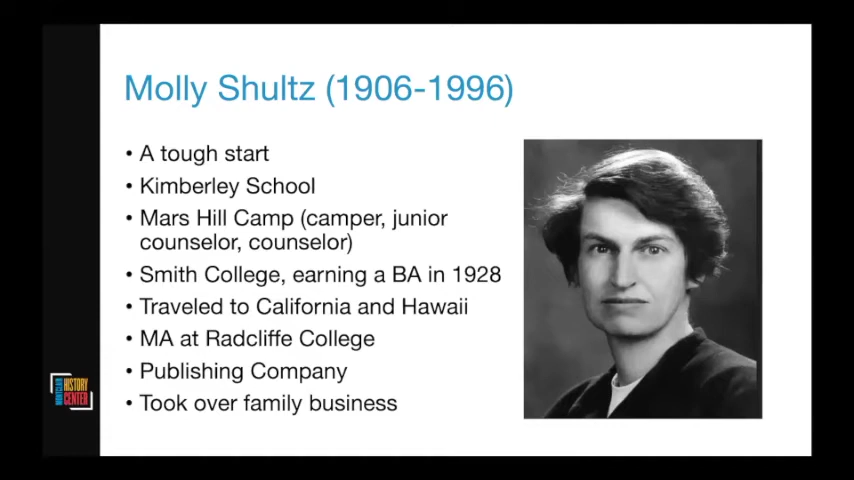 Molly Shultz (1906-1996)
• A tough start
• Kimberley School
• Mars Hill Camp (camper, junior
counselor, counselor)
• Smith College, earning a BA in 1928
• Traveled to California and Hawaii
• MA at Radcliffe College
• Publishing Company
• Took over family business
MONTCLAIR
HISTORY
CENTER